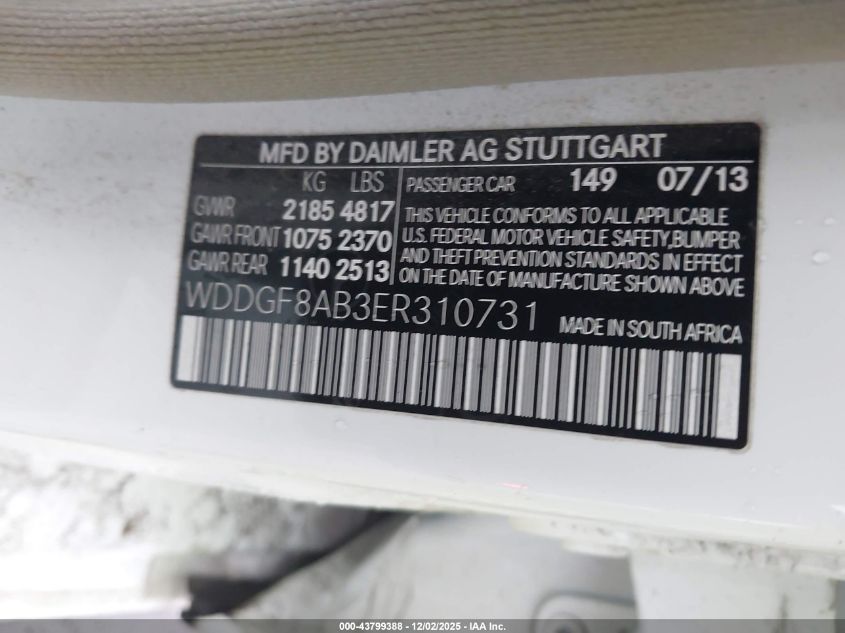 MFD BY DAIMLER AG STUTTGART
KG LBS
GVWR 2185 4817
GAWR FRONT 1075 2370
GAWR REAR 1140 2513
PASSENGER CAR 149 07/13
THIS VEHICLE CONFORMS TO ALL APPLICABLE
U.S. FEDERAL MOTOR VEHICLE SAFETY,BUMPER
AND THEFT PREVENTION STANDARDS IN EFFECT
ON THE DATE OF MANUFACTURE SHOWN ABOVE
WDDGF8AB3ER310731
MADE IN SOUTH AFRICA
000-43799388 - 12/02/2025 - IAA Inc.